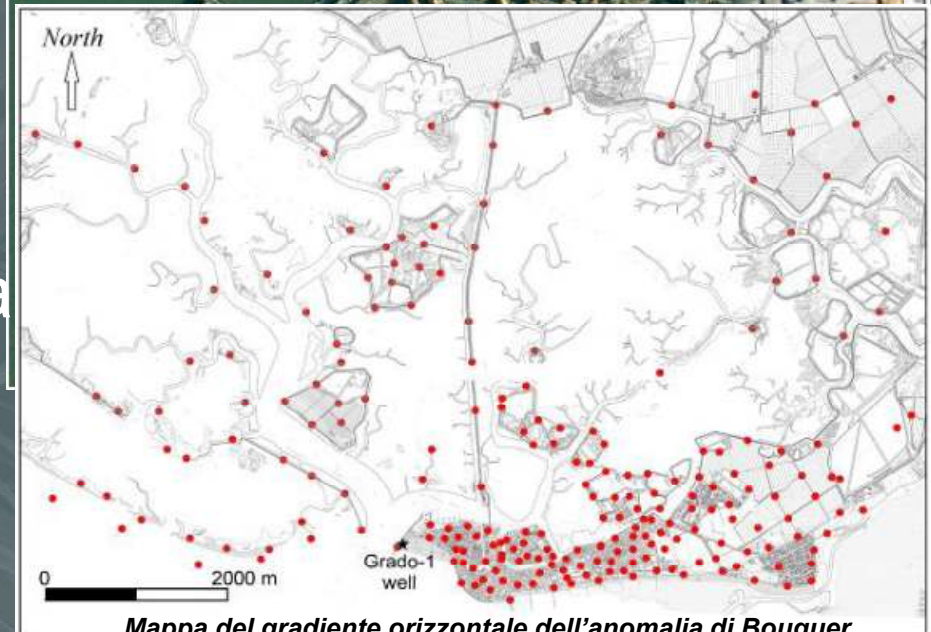 North
a
Grado-1
well
0 2000 m
Mappa del gradiente orizzontale dell'anomalia di Bouguer